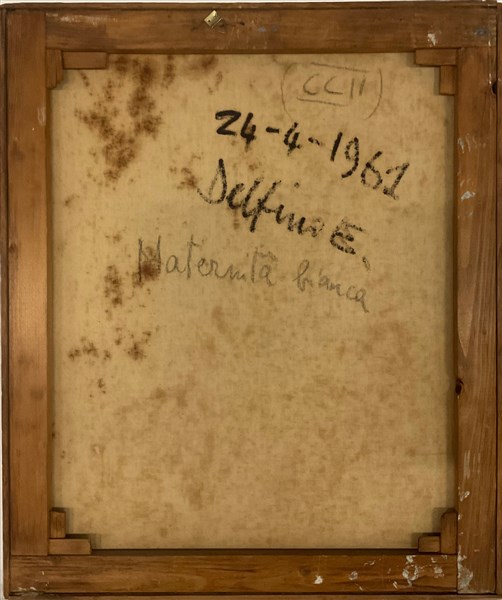 (CCII)
24-4-1961
Delfino E.
Maternità bianca